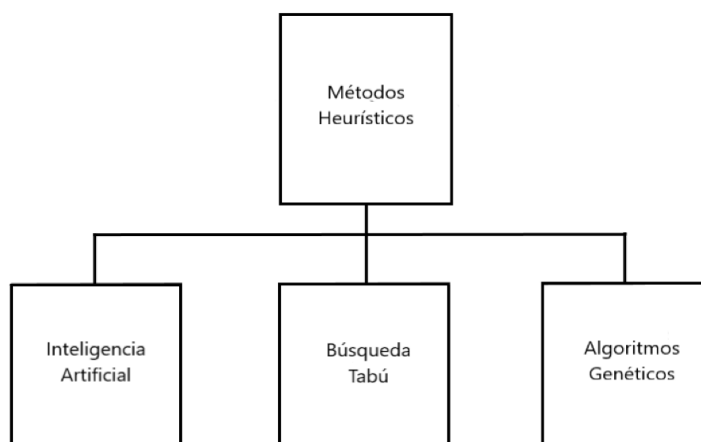 Métodos
Heurísticos
Inteligencia
Artificial
Búsqueda
Tabú
Algoritmos
Genéticos